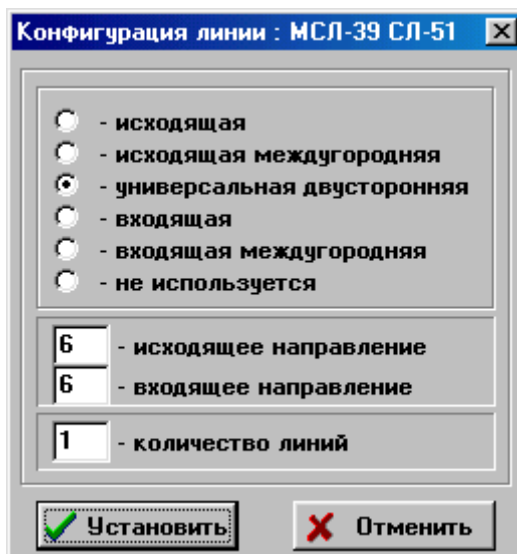 Конфигурация линии : МСЛ-39 СЛ-51
- исходящая
- исходящая междугородняя
- универсальная двусторонняя
- входящая
- входящая междугородняя
- не используется
6 - исходящее направление
6 - входящее направление
1 - количество линий
Установить
Отменить